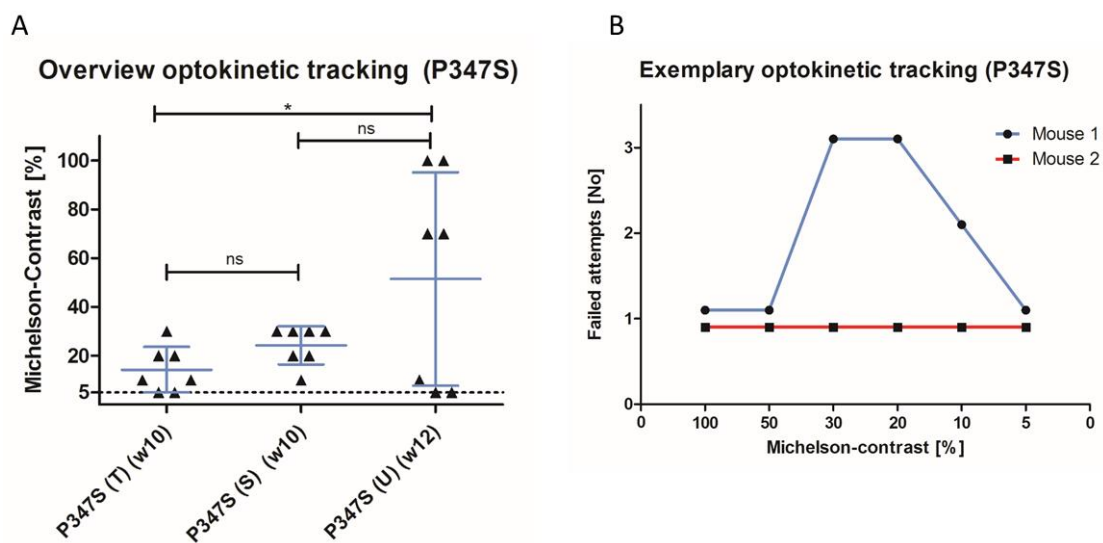 A
Overview optokinetic tracking (P347S)
*
ns
ns
Michelson-Contrast [%]
100
80
60
40
20
5
P347S (T) (w10)
P347S (S) (w10)
P347S (U) (w12)
B
Exemplary optokinetic tracking (P347S)
Mouse 1
Mouse 2
Failed attempts [No]
3
2
1
0
0 100 50 30 20 10 5 0
Michelson-contrast [%]